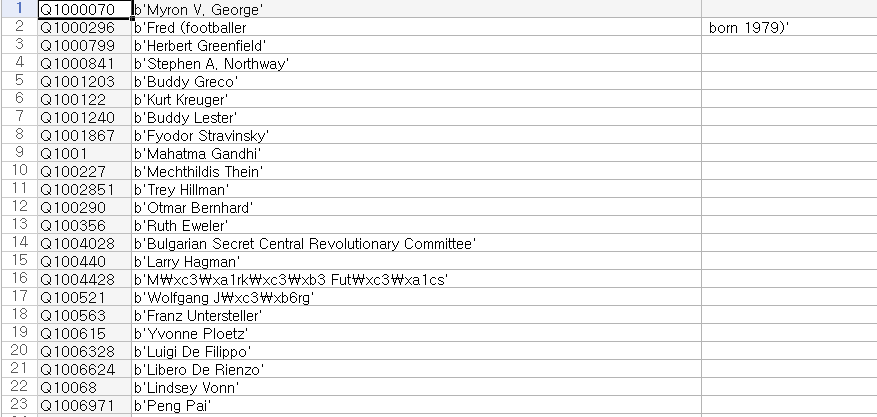 1 Q1000070 b'Myron V. George'
2 Q1000296 b'Fred (footballer born 1979)'
3 Q1000799 b'Herbert Greenfield'
4 Q1000841 b'Stephen A. Northway'
5 Q1001203 b'Buddy Greco'
6 Q100122 b'Kurt Kreuger'
7 Q1001240 b'Buddy Lester'
8 Q1001867 b'Fyodor Stravinsky'
9 Q1001 b'Mahatma Gandhi'
10 Q100227 b'Mechthildis Thein'
11 Q1002851 b'Trey Hillman'
12 Q100290 b'Otmar Bernhard'
13 Q100356 b'Ruth Eweler'
14 Q1004028 b'Bulgarian Secret Central Revolutionary Committee'
15 Q100440 b'Larry Hagman'
16 Q1004428 b'M₩xc3₩xa1rk₩xc3₩xb3 Fut₩xc3₩xa1cs'
17 Q100521 b'Wolfgang J₩xc3₩xb6rg'
18 Q100563 b'Franz Untersteller'
19 Q100615 b'Yvonne Ploetz'
20 Q1006328 b'Luigi De Filippo'
21 Q1006624 b'Libero De Rienzo'
22 Q10068 b'Lindsey Vonn'
23 Q1006971 b'Peng Pai'